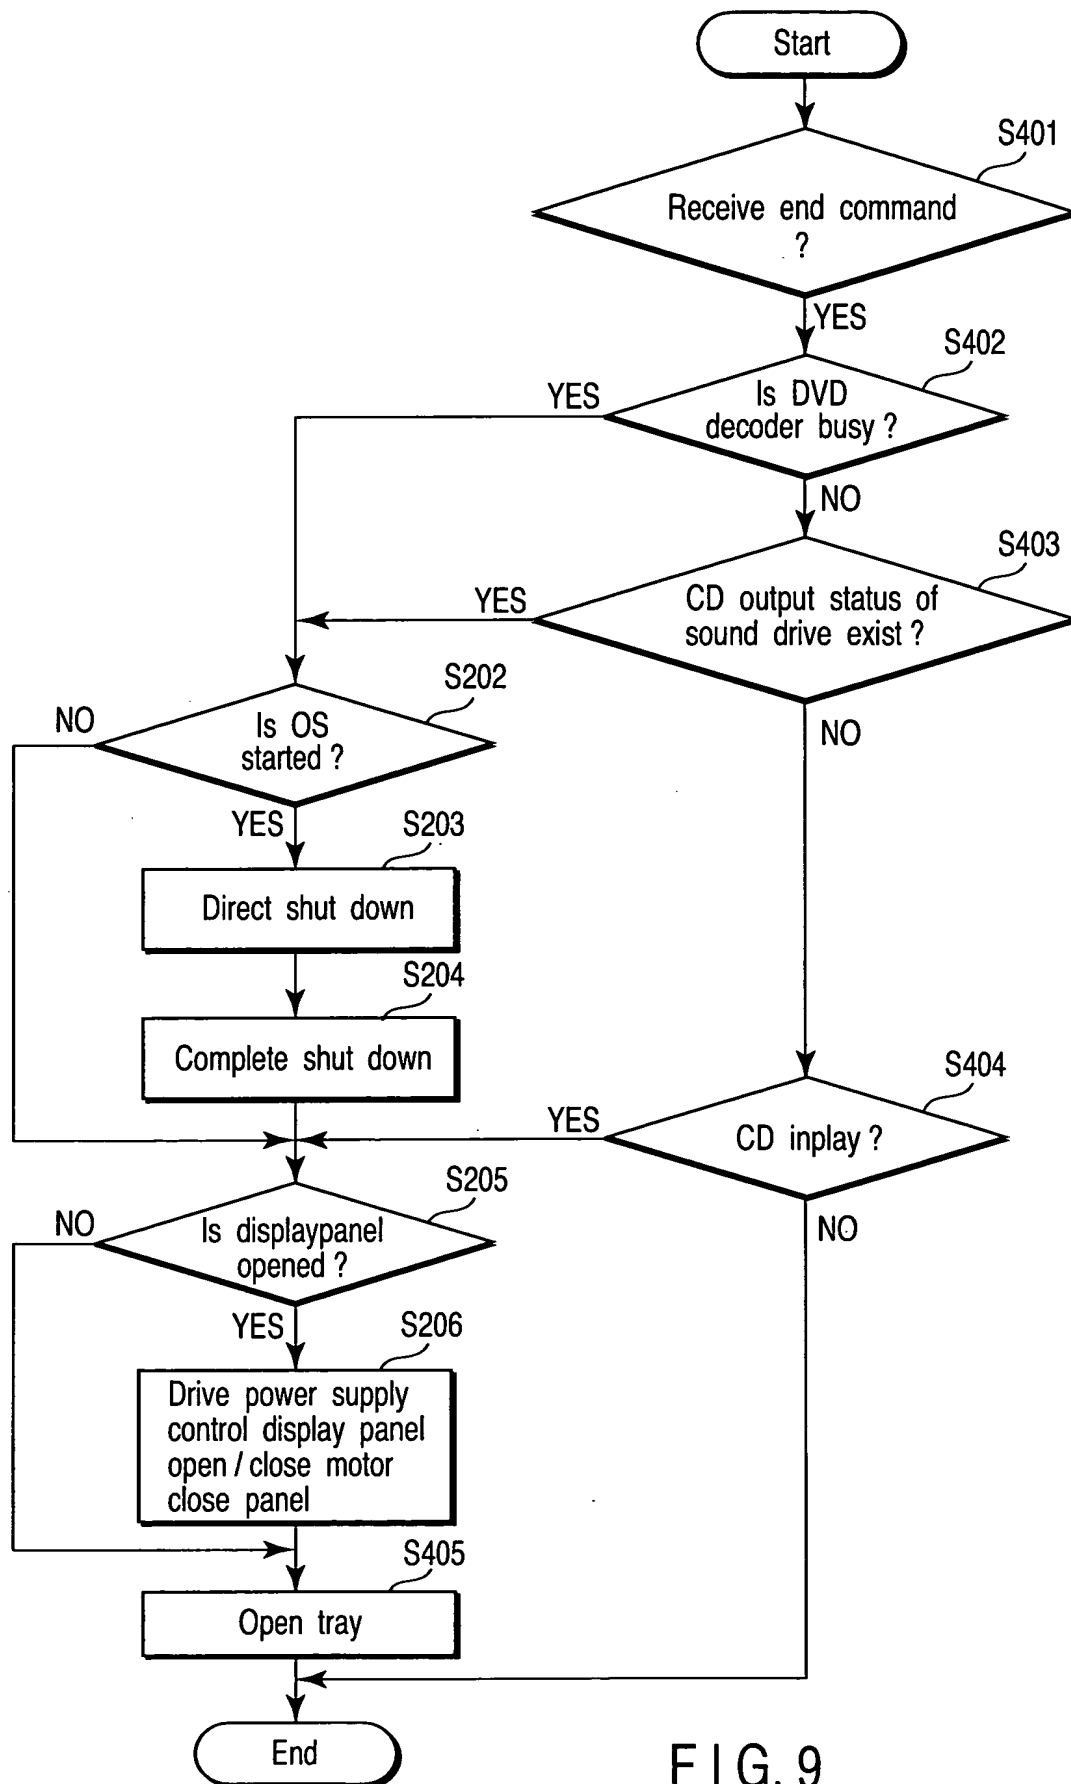 Start
S401
Receive end command
?
YES
S402
YES
Is DVD
decoder busy ?
NO
S403
YES
CD output status of
sound drive exist ?
NO
S202
NO
Is OS
started ?
YES
S203
Direct shut down
S204
Complete shut down
S404
YES
CD inplay ?
NO
S205
NO
Is displaypanel
opened ?
YES
S206
Drive power supply
control display panel
open / close motor
close panel
S405
Open tray
End
FIG. 9